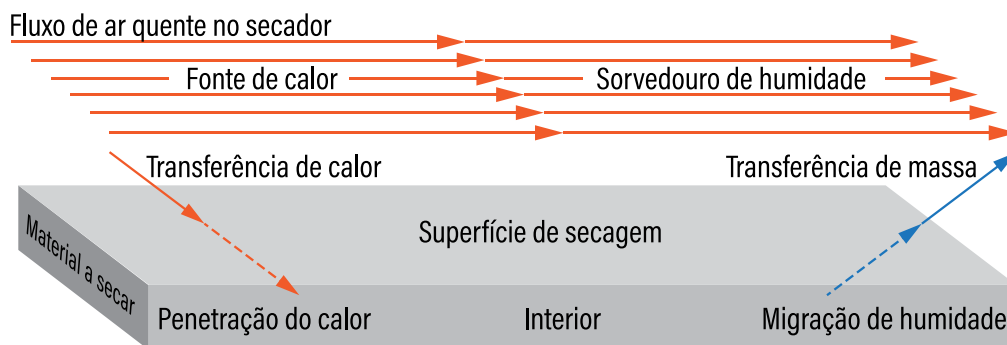 Fluxo de ar quente no secador
Fonte de calor
Sorvedouro de humidade
Transferência de calor
Transferência de massa
Superfície de secagem
Material a secar
Penetração do calor
Interior
Migração de humidade